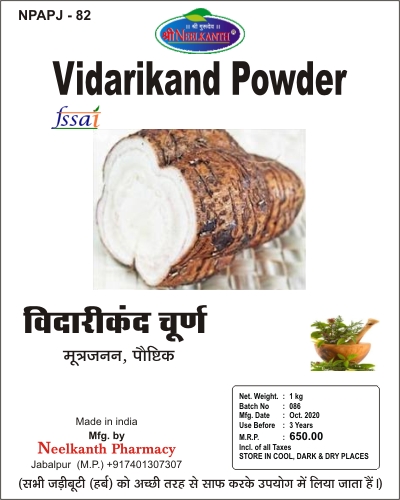 NPAPJ - 82
|| श्री गुरूदेव ||
श्री NEELKANTH
Vidarikand Powder
fssai
विदारीकंद चूर्ण
मूत्रजनन, पौष्टिक
Made in india
Mfg. by
Neelkanth Pharmacy
Jabalpur (M.P.) +917401307307
Net. Weight. : 1 kg
Batch No : 086
Mfg. Date : Oct. 2020
Use Before : 3 Years
M.R.P. : 650.00
Incl. of all Taxes
STORE IN COOL, DARK & DRY PLACES
(सभी जड़ीबूटी (हर्ब) को अच्छी तरह से साफ करके उपयोग में लिया जाता हैं।)